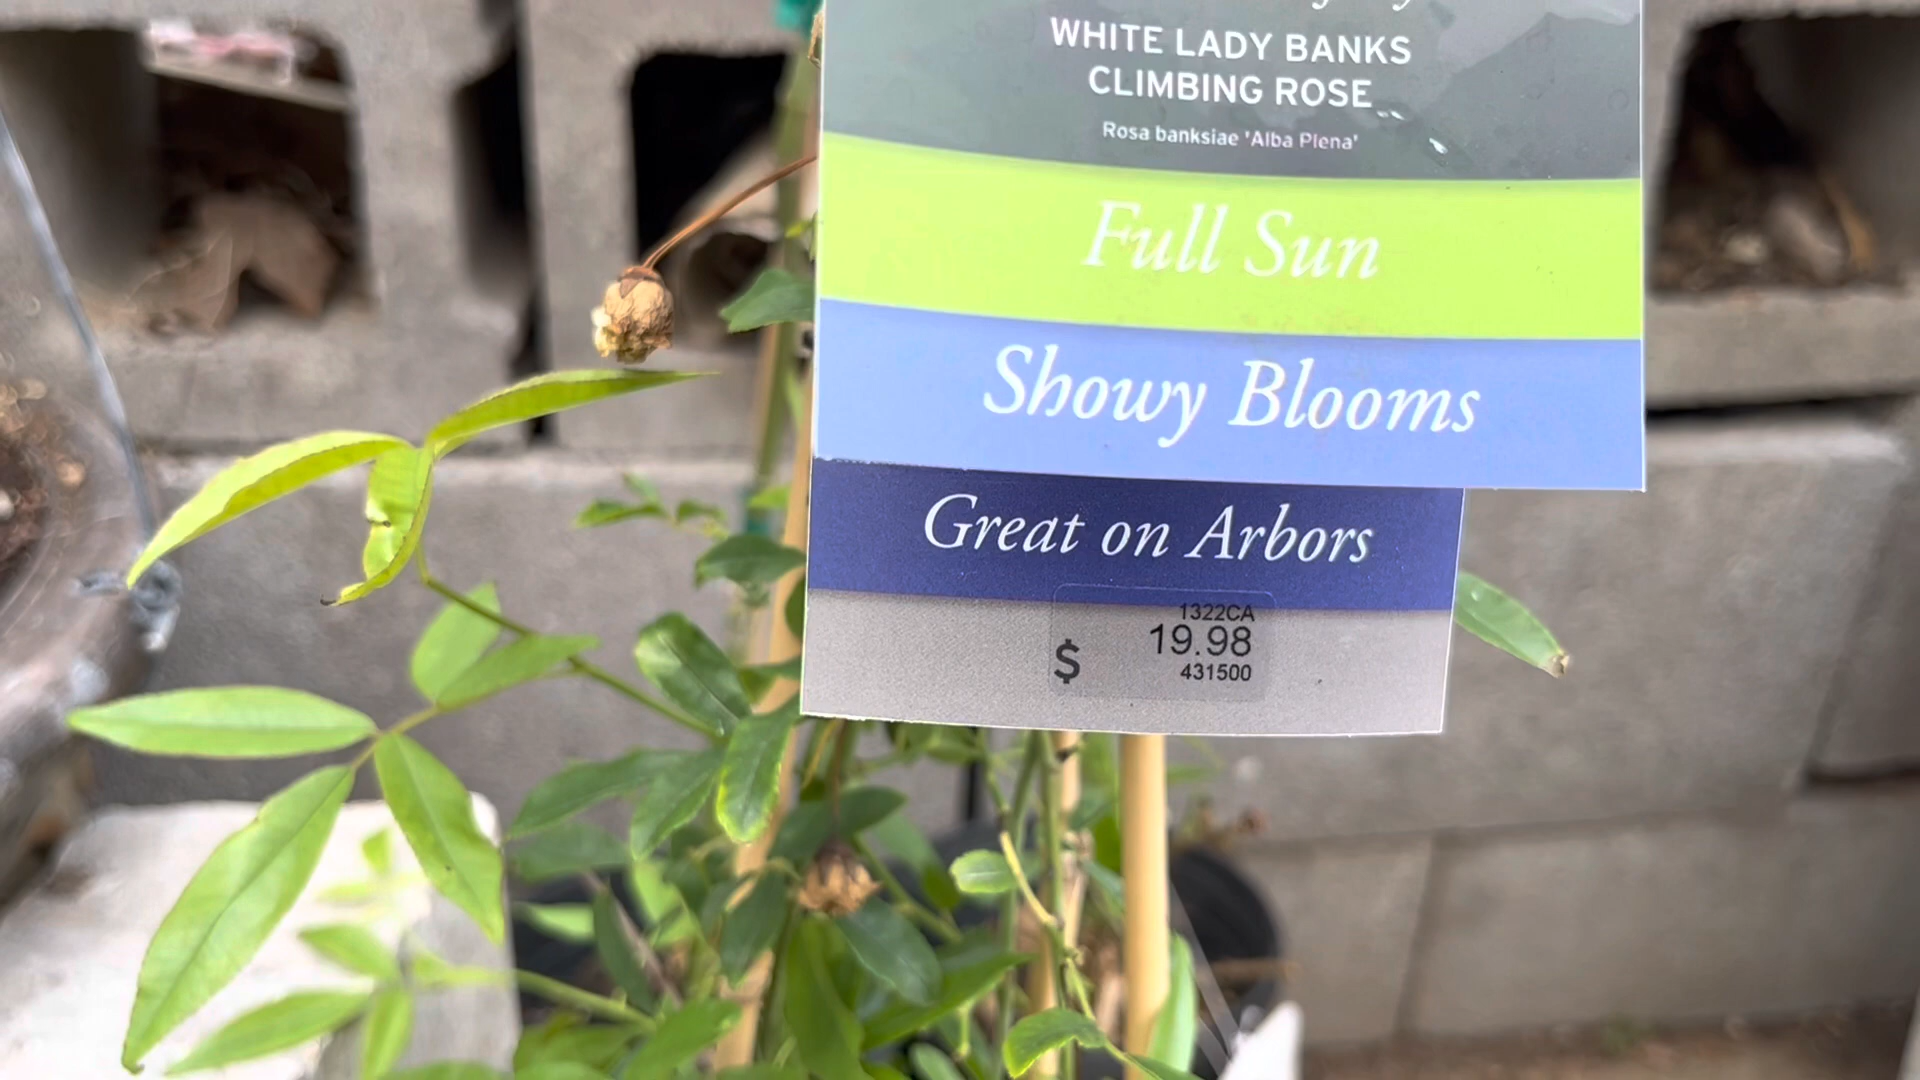 WHITE LADY BANKS
CLIMBING ROSE
Rosa banksiae 'Alba Plena'
Full Sun
Showy Blooms
Great on Arbors
1322CA
$ 19.98
431500